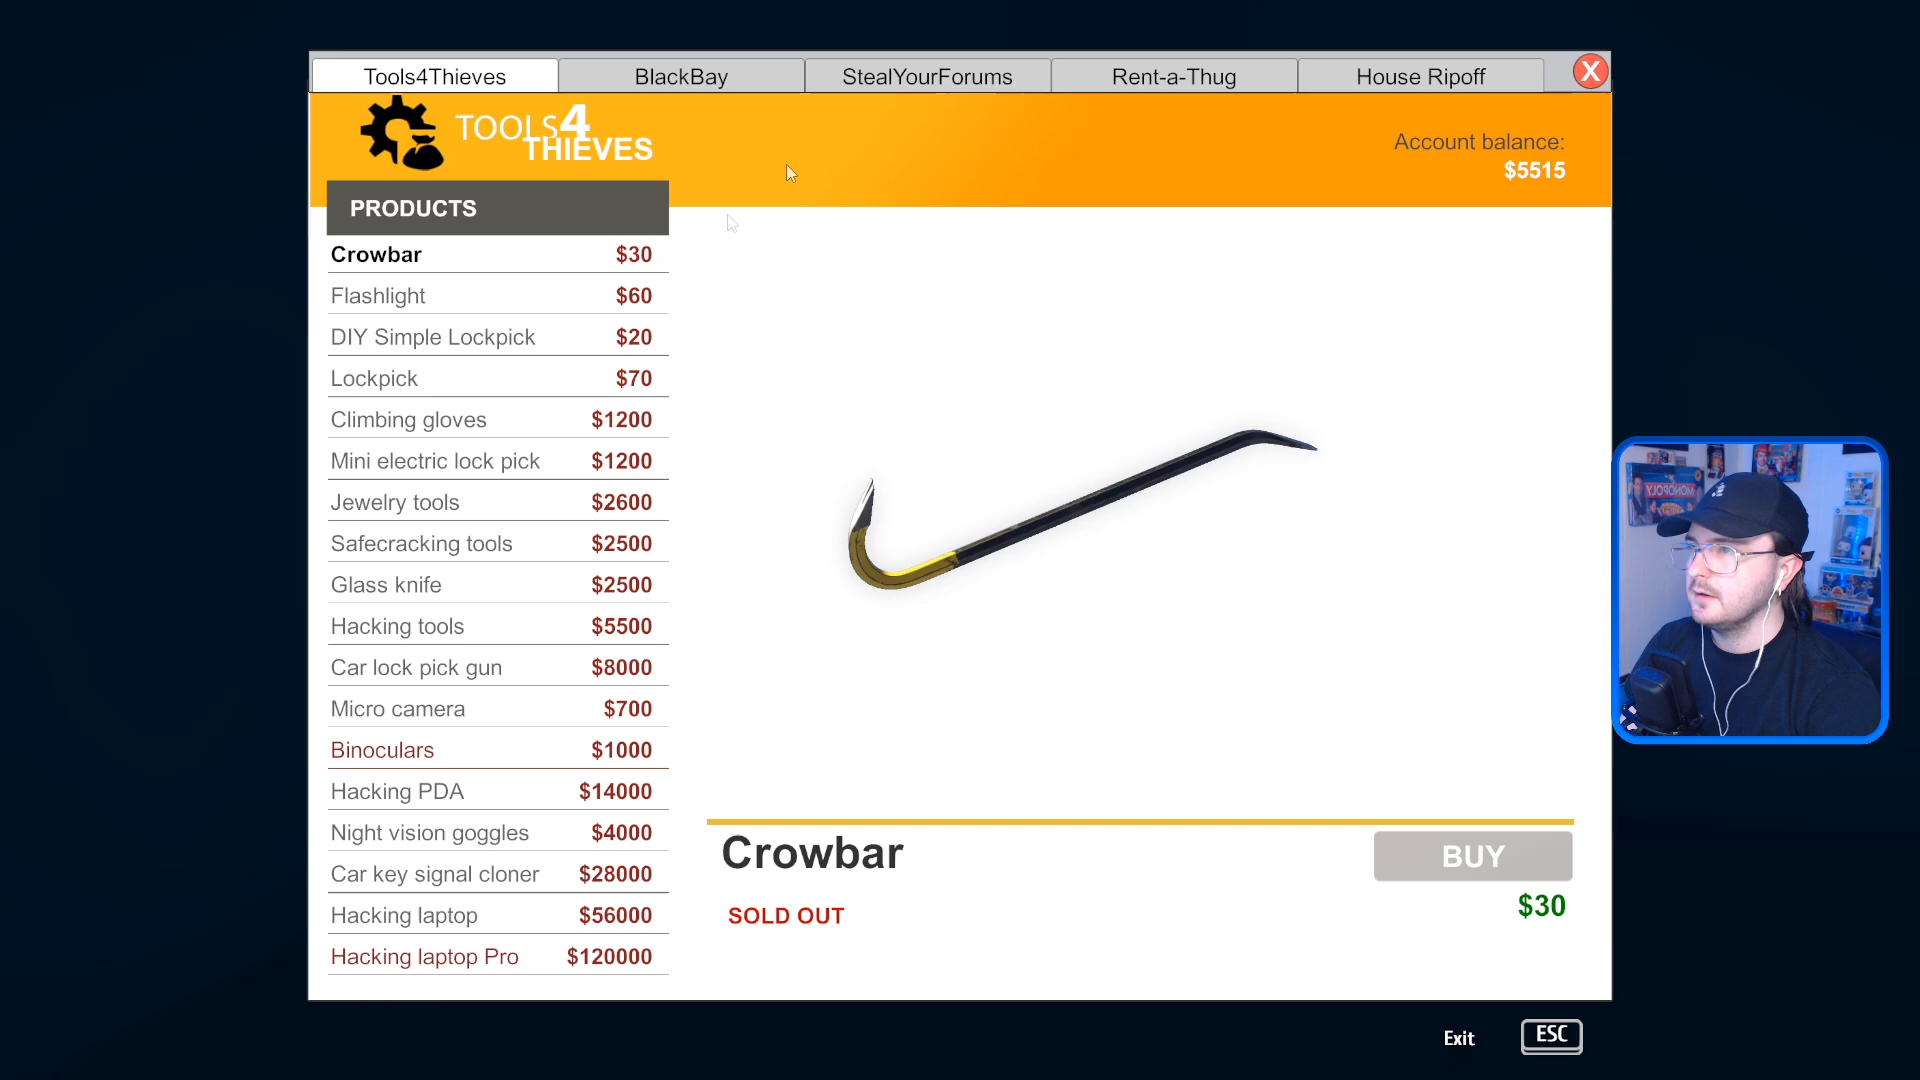 Tools4Thieves
BlackBay
StealYourForums
Rent-a-Thug
House Ripoff
X
TOOLS4
THIEVES
Account balance:
$5515
PRODUCTS
Crowbar $30
Flashlight $60
DIY Simple Lockpick $20
Lockpick $70
Climbing gloves $1200
Mini electric lock pick $1200
Jewelry tools $2600
Safecracking tools $2500
Glass knife $2500
Hacking tools $5500
Car lock pick gun $8000
Micro camera $700
Binoculars $1000
Hacking PDA $14000
Night vision goggles $4000
Car key signal cloner $28000
Hacking laptop $56000
Hacking laptop Pro $120000
Crowbar
BUY
SOLD OUT
$30
MONOPOLY
Exit ESC